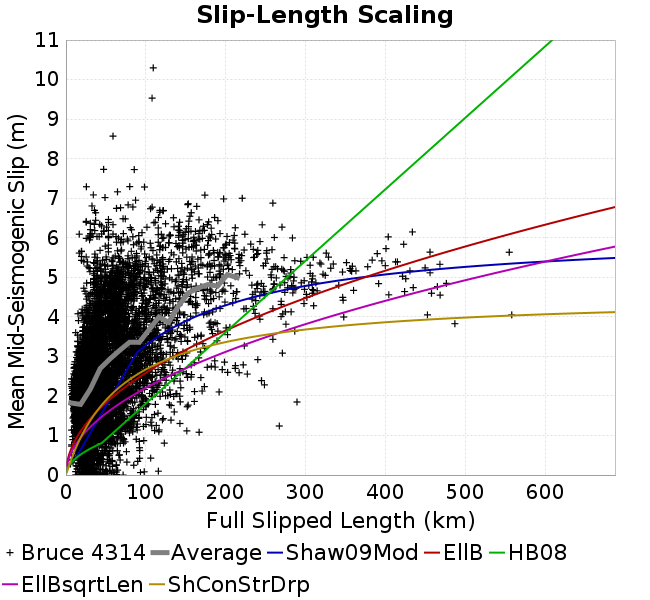 Slip-Length Scaling
Mean Mid-Seismogenic Slip (m)
11
10
9
8
7
6
5
4
3
2
1
0
0 100 200 300 400 500 600
Full Slipped Length (km)
Bruce 4314 Average Shaw09Mod EllB HB08
EllBsqrtLen ShConStrDrp